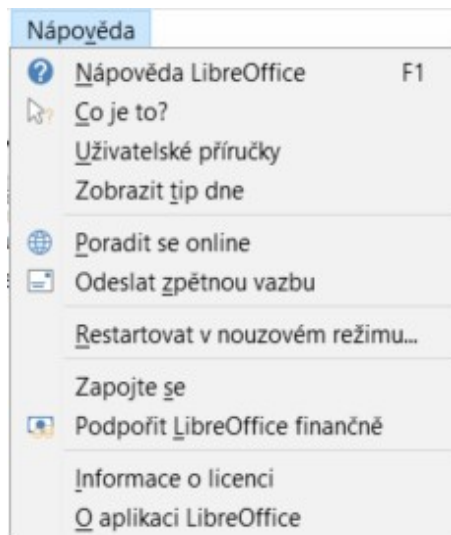 Nápověda
Nápověda LibreOffice F1
Co je to?
Uživatelské příručky
Zobrazit tip dne
Poradit se online
Odeslat zpětnou vazbu
Restartovat v nouzovém režimu...
Zapojte se
Podpořit LibreOffice finančně
Informace o licenci
O aplikaci LibreOffice